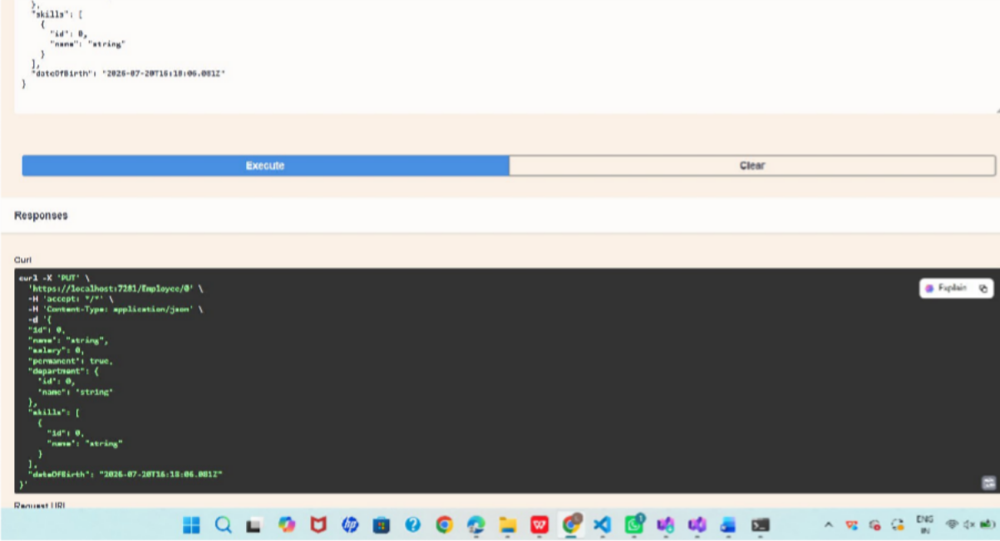 },
"skills": [
{
"id": 0,
"name": "string"
}
],
"dateOfBirth": "2026-07-20T16:18:06.081Z"
}
Execute
Clear
Responses
Curl
curl -X 'PUT' \
'https://localhost:7281/Employee/0' \
-H 'accept: */*' \
-H 'Content-Type: application/json' \
-d '{
"id": 0,
"name": "string",
"salary": 0,
"permanent": true,
"department": {
"id": 0,
"name": "string"
},
"skills": [
{
"id": 0,
"name": "string"
}
],
"dateOfBirth": "2026-07-20T16:18:06.081Z"
}'
Explain
Request URL
ENG
IN